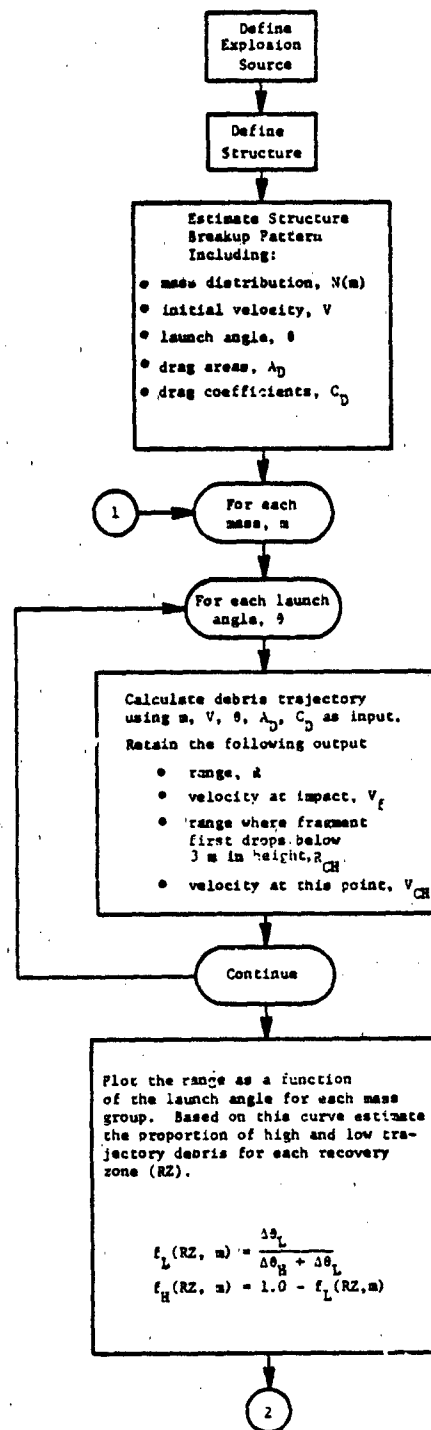 Define
Explosion
Source
Define
Structure
Estimate Structure
Breakup Pattern
Including:
• mass distribution, N(m)
• initial velocity, V
• launch angle, θ
• drag areas, A_D
• drag coefficients, C_D
1
For each
mass, m
For each launch
angle, θ
Calculate debris trajectory
using m, V, θ, A_D, C_D as input.
Retain the following output
• range, R
• velocity at impact, V_f
• range where fragment
first drops below
3 m in height, R_CH
• velocity at this point, V_CH
Continue
Plot the range as a function
of the launch angle for each mass
group. Based on this curve estimate
the proportion of high and low tra-
jectory debris for each recovery
zone (RZ).
f_L(RZ, m) = Δθ_L / (Δθ_H + Δθ_L)
f_H(RZ, m) = 1.0 - f_L(RZ,m)
2